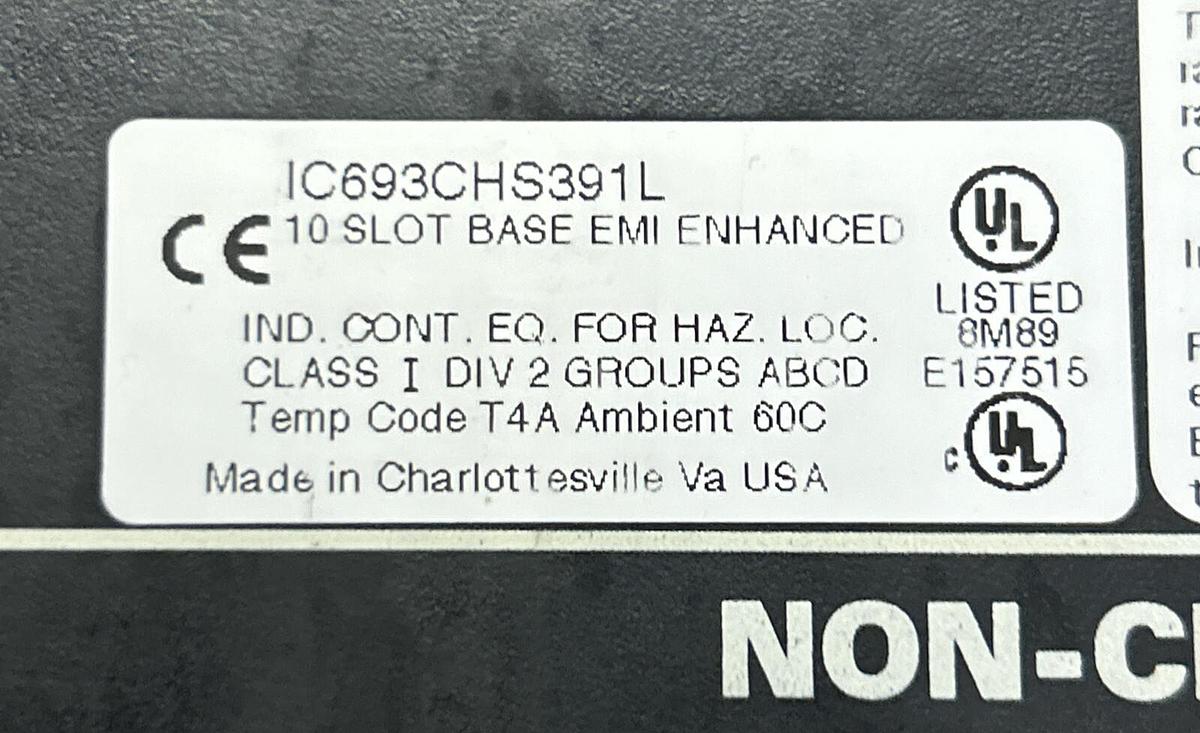 IC693CHS391L
CE 10 SLOT BASE EMI ENHANCED
UL
LISTED
IND. CONT. EQ. FOR HAZ. LOC. 8M89
CLASS I DIV 2 GROUPS ABCD E157515
Temp Code T4A Ambient 60C
C UL
Made in Charlottesville Va USA
NON-C